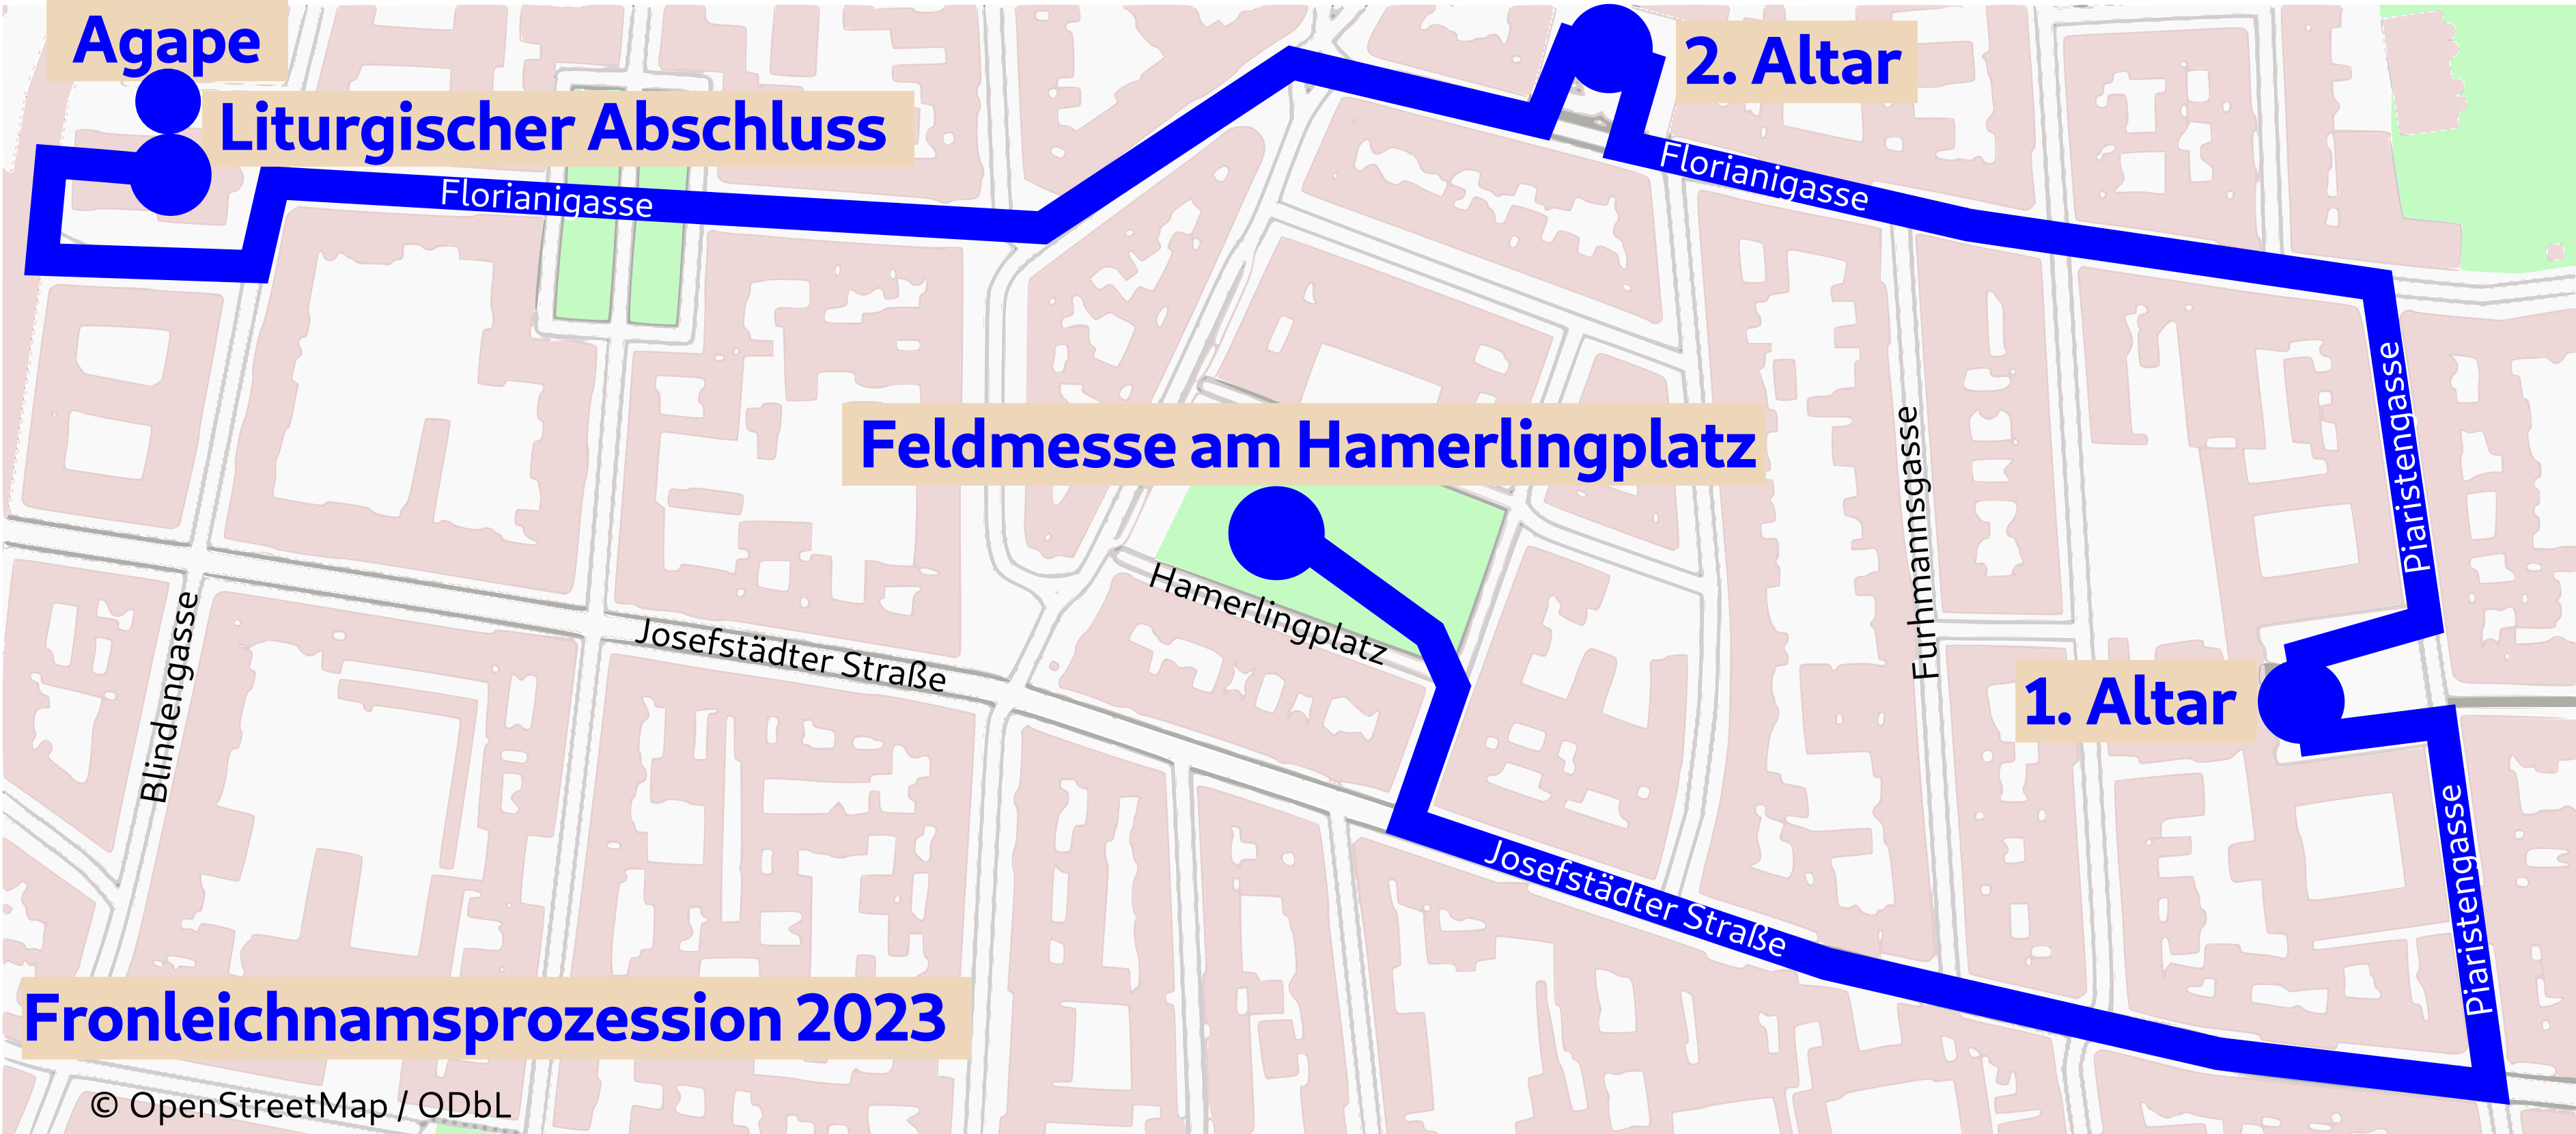 Agape
2. Altar
Liturgischer Abschluss
Florianigasse
Florianigasse
Piaristengasse
Feldmesse am Hamerlingplatz
Furhmannsgasse
Hamerlingplatz
Josefstädter Straße
Blindengasse
1. Altar
Josefstädter Straße
Piaristengasse
Fronleichnamsprozession 2023
© OpenStreetMap / ODbL